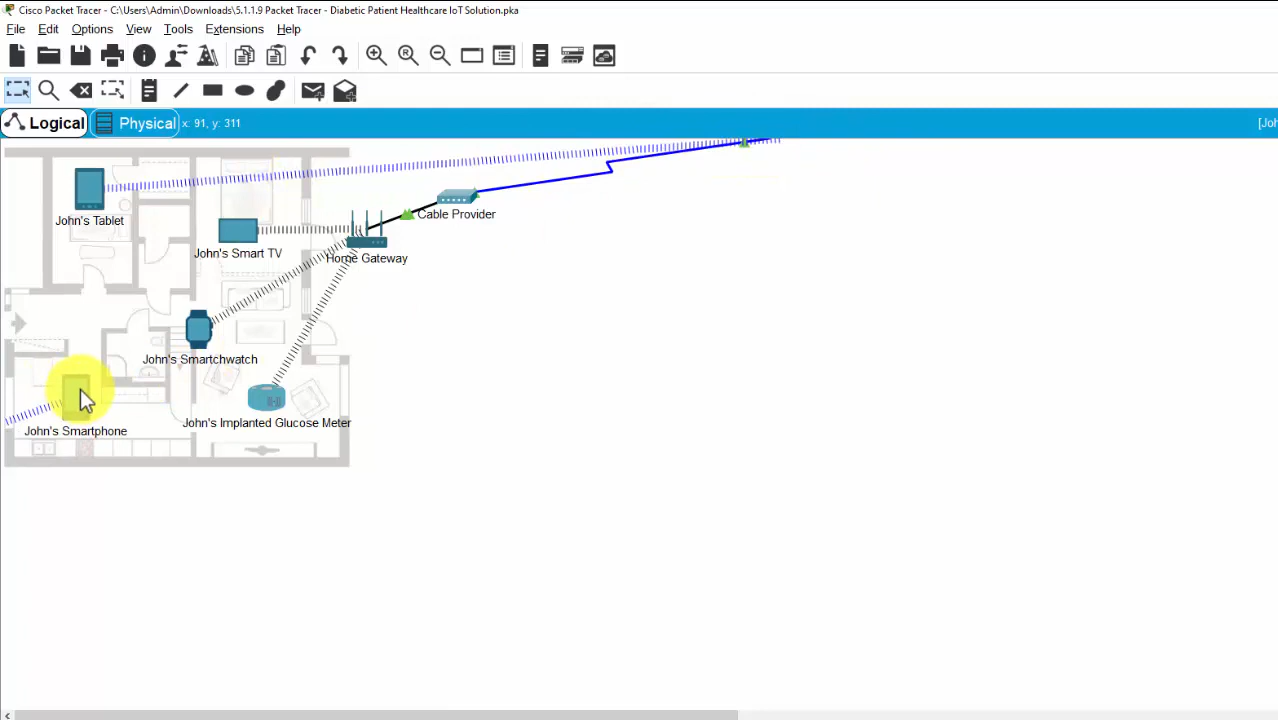 Cisco Packet Tracer - C:\Users\Admin\Downloads\5.1.1.9 Packet Tracer - Diabetic Patient Healthcare IoT Solution.pka
File Edit Options View Tools Extensions Help
Logical Physical x: 91, y: 311 [Joh
John's Tablet
Cable Provider
John's Smart TV
Home Gateway
John's Smartchwatch
John's Implanted Glucose Meter
John's Smartphone